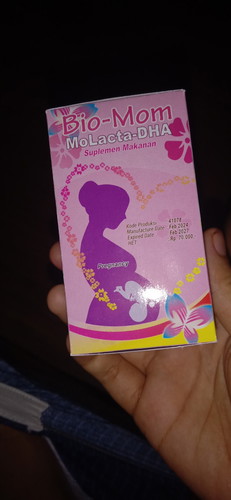 Bio-Mom
MoLacta-DHA
Suplemen Makanan
Kode Produksi : 41078
Manufacture Date : Feb 2024
Expired Date : Feb 2027
HET : Rp 70.000
Pregnancy